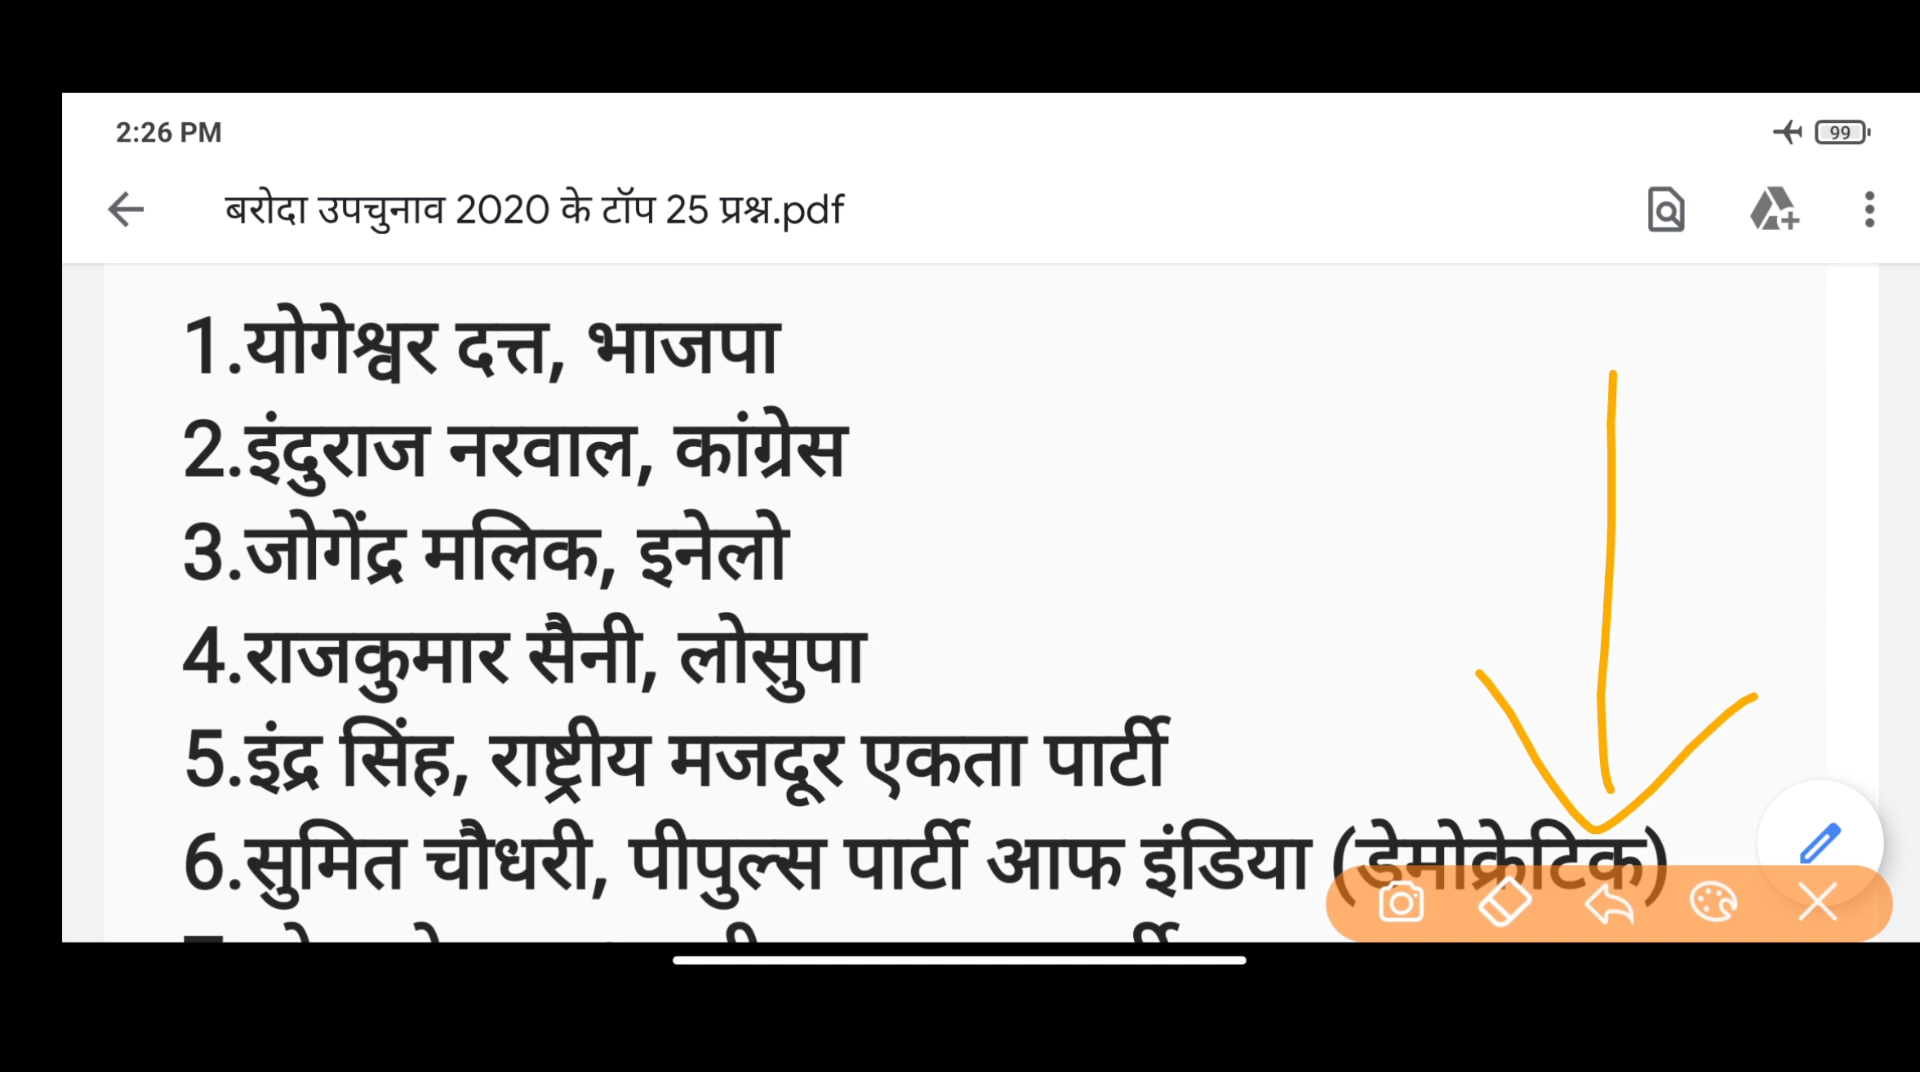 2:26 PM
99
बरोदा उपचुनाव 2020 के टॉप 25 प्रश्न.pdf
1.योगेश्वर दत्त, भाजपा
2.इंदुराज नरवाल, कांग्रेस
3.जोगेंद्र मलिक, इनेलो
4.राजकुमार सैनी, लोसुपा
5.इंद्र सिंह, राष्ट्रीय मजदूर एकता पार्टी
6.सुमित चौधरी, पीपुल्स पार्टी आफ इंडिया (डेमोक्रेटिक)